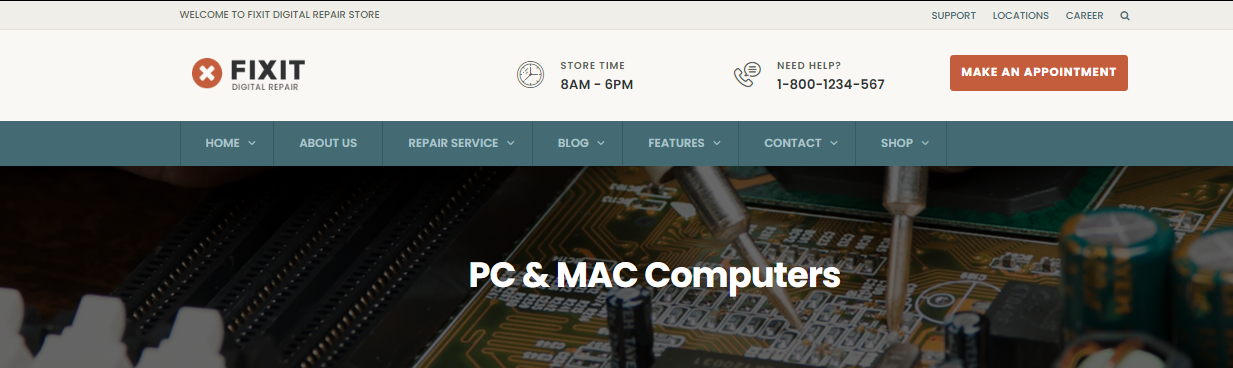 WELCOME TO FIXIT DIGITAL REPAIR STORE
SUPPORT LOCATIONS CAREER
FIXIT
DIGITAL REPAIR
STORE TIME
8AM - 6PM
NEED HELP?
1-800-1234-567
MAKE AN APPOINTMENT
HOME ABOUT US REPAIR SERVICE BLOG FEATURES CONTACT SHOP
PC & MAC Computers